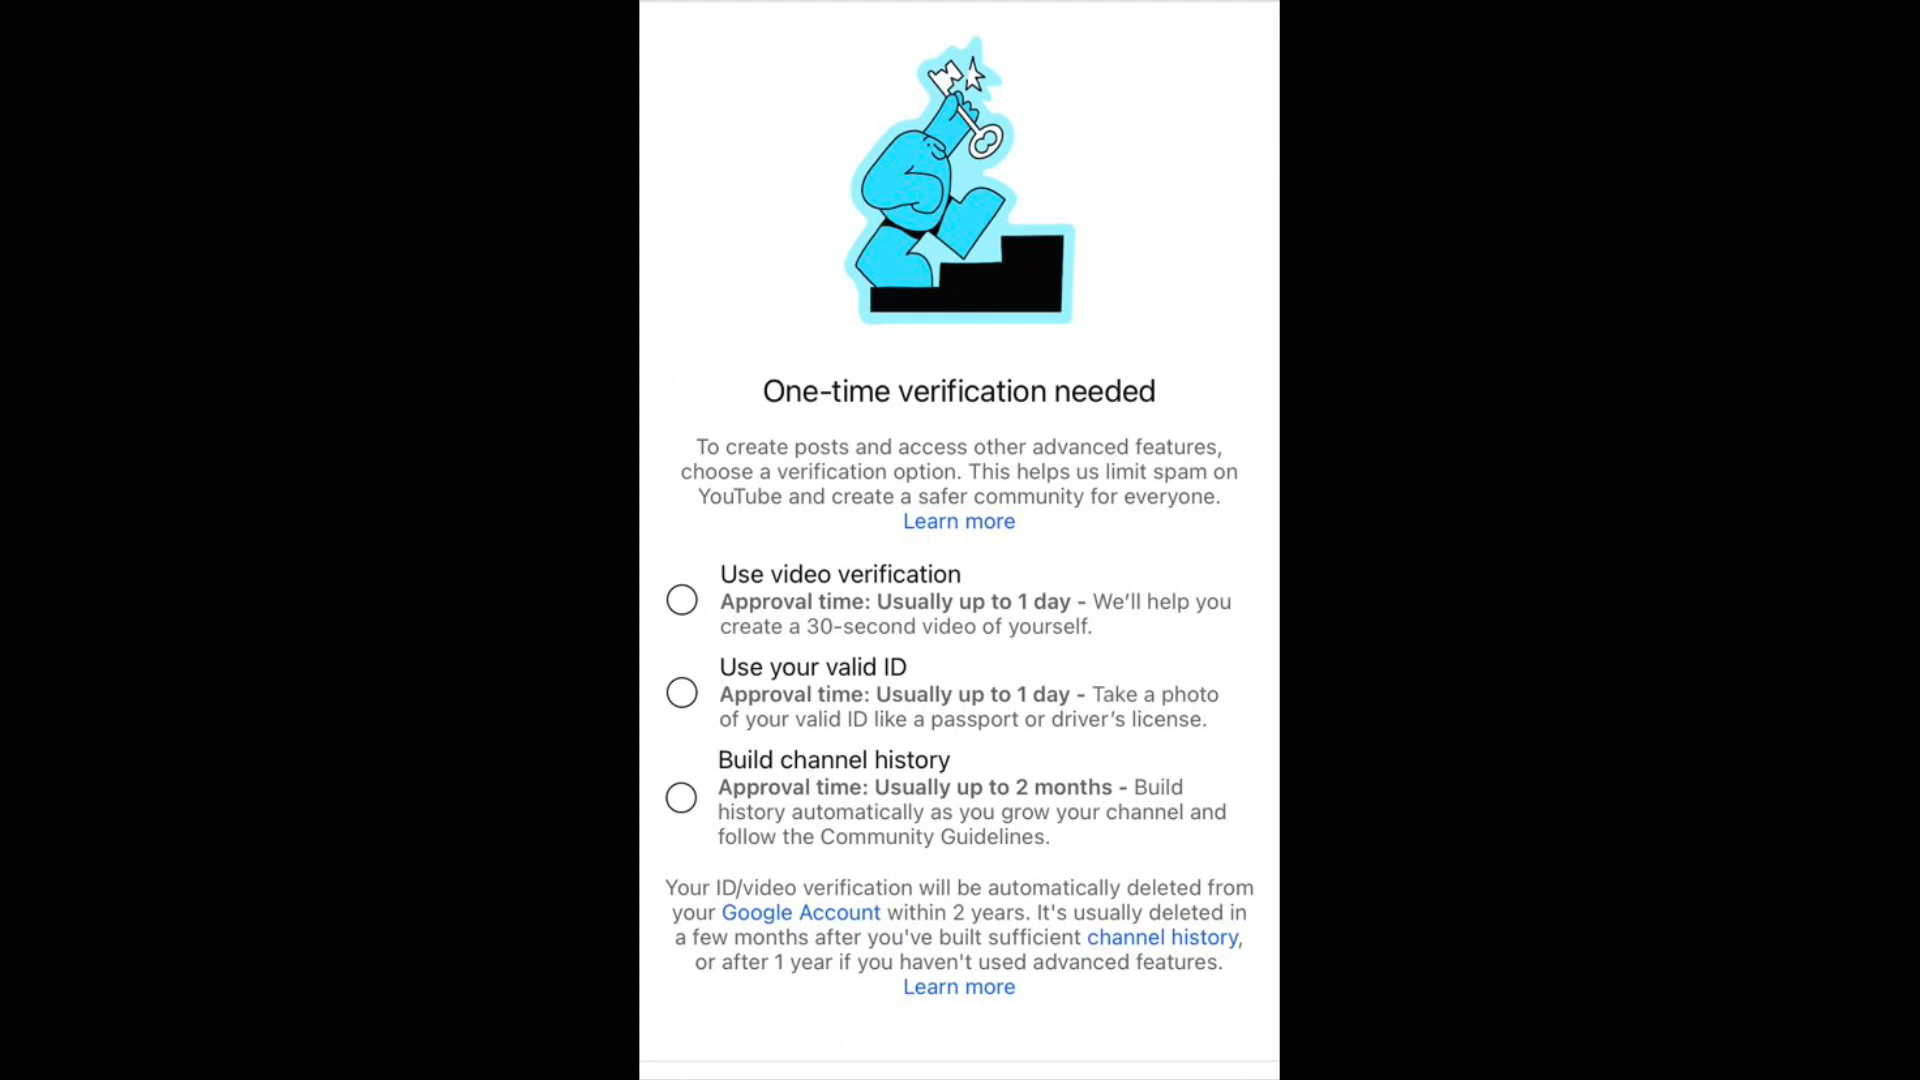 One-time verification needed
To create posts and access other advanced features,
choose a verification option. This helps us limit spam on
YouTube and create a safer community for everyone.
Learn more
Use video verification
Approval time: Usually up to 1 day - We’ll help you
create a 30-second video of yourself.
Use your valid ID
Approval time: Usually up to 1 day - Take a photo
of your valid ID like a passport or driver’s license.
Build channel history
Approval time: Usually up to 2 months - Build
history automatically as you grow your channel and
follow the Community Guidelines.
Your ID/video verification will be automatically deleted from
your Google Account within 2 years. It's usually deleted in
a few months after you've built sufficient channel history,
or after 1 year if you haven't used advanced features.
Learn more